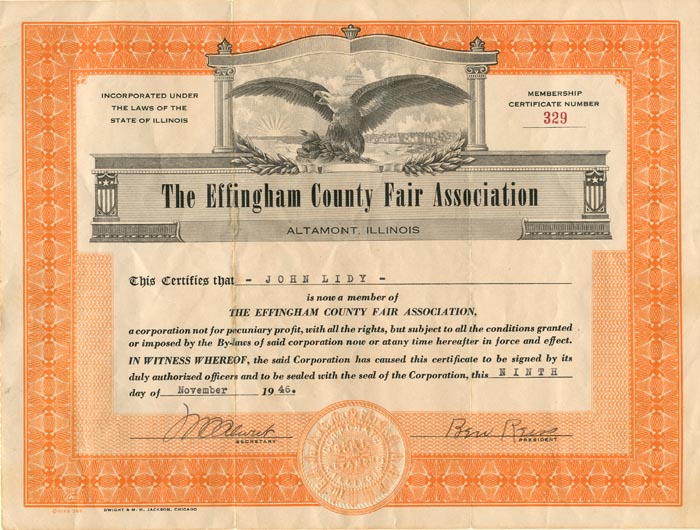 INCORPORATED UNDER
THE LAWS OF THE
STATE OF ILLINOIS
MEMBERSHIP
CERTIFICATE NUMBER
329
The Effingham County Fair Association
ALTAMONT, ILLINOIS
This Certifies that - JOHN LIDY -
is now a member of
THE EFFINGHAM COUNTY FAIR ASSOCIATION,
a corporation not for pecuniary profit, with all the rights, but subject to all the conditions granted
or imposed by the By-laws of said corporation now or at any time hereafter in force and effect.
IN WITNESS WHEREOF, the said Corporation has caused this certificate to be signed by its
duly authorized officers and to be sealed with the seal of the Corporation, this NINTH
day of November 1946.
SECRETARY
Ben
PRESIDENT
DWIGHT & M. H. JACKSON, CHICAGO